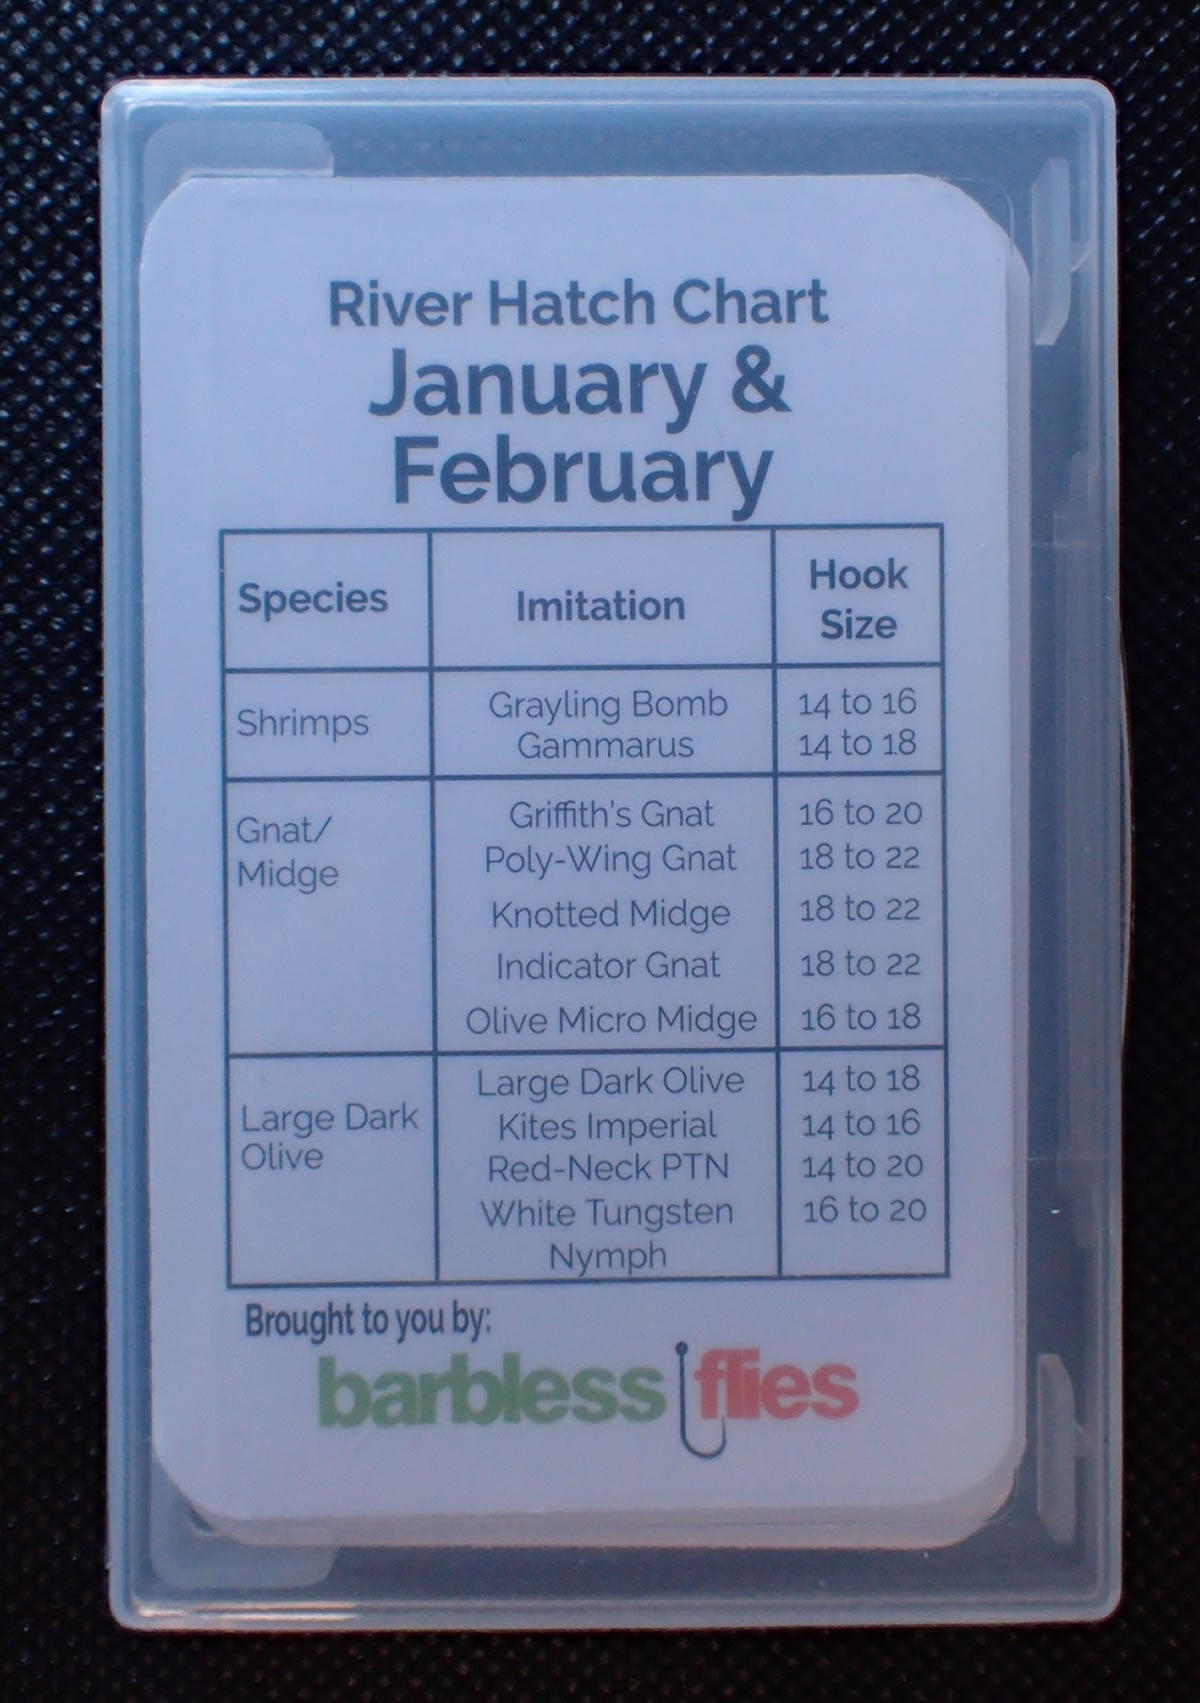 River Hatch Chart
January &
February
Species Imitation Hook Size
Shrimps
Grayling Bomb 14 to 16
Gammarus 14 to 18
Gnat/
Midge
Griffith's Gnat 16 to 20
Poly-Wing Gnat 18 to 22
Knotted Midge 18 to 22
Indicator Gnat 18 to 22
Olive Micro Midge 16 to 18
Large Dark
Olive
Large Dark Olive 14 to 18
Kites Imperial 14 to 16
Red-Neck PTN 14 to 20
White Tungsten 16 to 20
Nymph
Brought to you by:
barbless flies